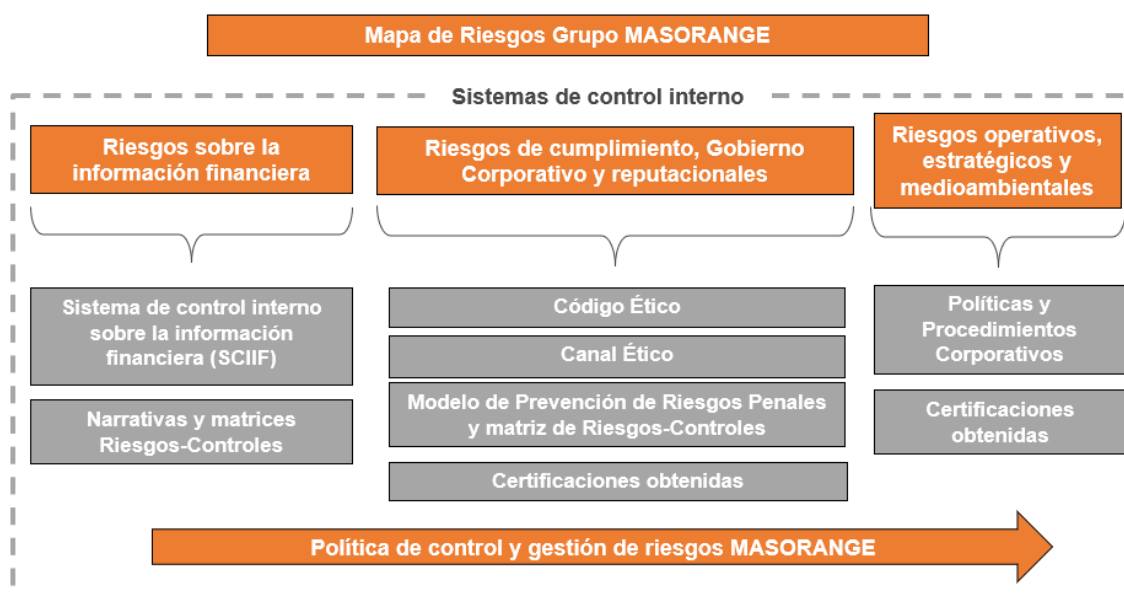 Mapa de Riesgos Grupo MASORANGE
Sistemas de control interno
Riesgos sobre la
información financiera
Riesgos de cumplimiento, Gobierno
Corporativo y reputacionales
Riesgos operativos,
estratégicos y
medioambientales
Sistema de control interno
sobre la información
financiera (SCIIF)
Narrativas y matrices
Riesgos-Controles
Código Ético
Canal Ético
Modelo de Prevención de Riesgos Penales
y matriz de Riesgos-Controles
Certificaciones obtenidas
Políticas y
Procedimientos
Corporativos
Certificaciones
obtenidas
Política de control y gestión de riesgos MASORANGE